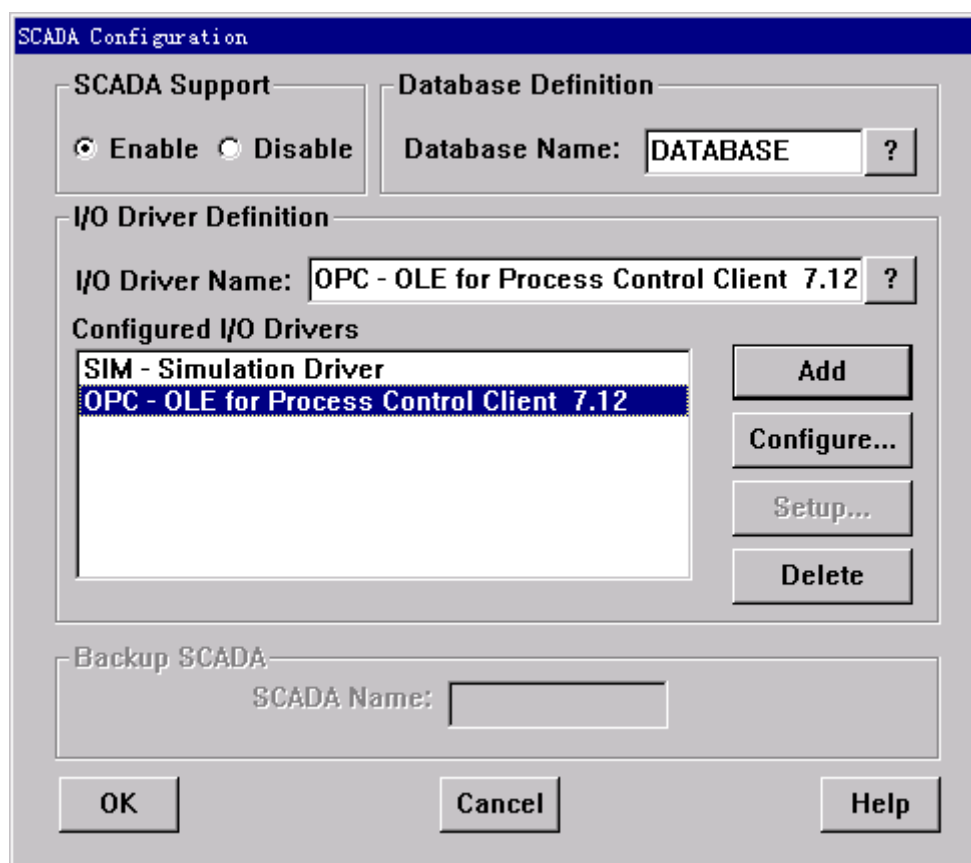 SCADA Configuration
SCADA Support
Enable Disable
Database Definition
Database Name: DATABASE ?
I/O Driver Definition
I/O Driver Name: OPC - OLE for Process Control Client 7.12 ?
Configured I/O Drivers
SIM - Simulation Driver
OPC - OLE for Process Control Client 7.12
Add
Configure...
Setup...
Delete
Backup SCADA
SCADA Name:
OK Cancel Help